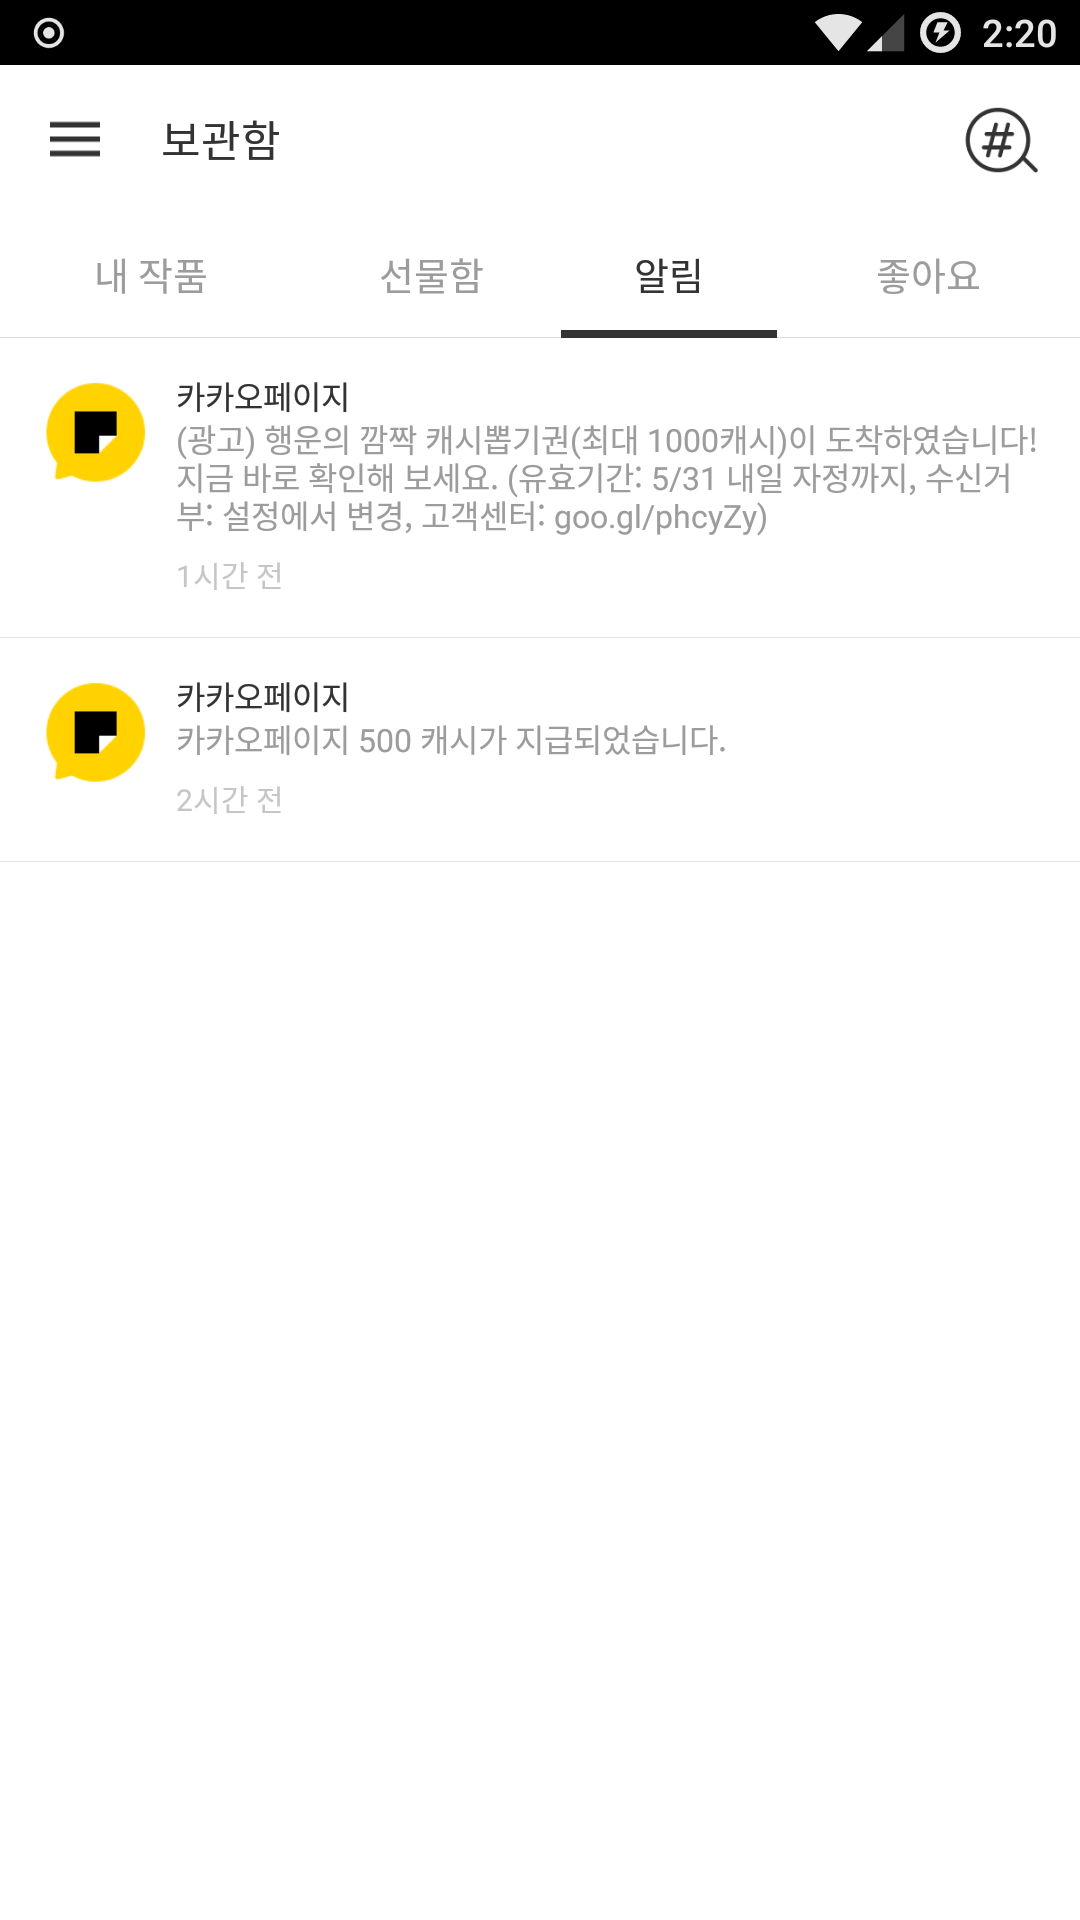 2:20
보관함
#
내 작품 선물함 알림 좋아요
카카오페이지
(광고) 행운의 깜짝 캐시뽑기권(최대 1000캐시)이 도착하였습니다!
지금 바로 확인해 보세요. (유효기간: 5/31 내일 자정까지, 수신거
부: 설정에서 변경, 고객센터: goo.gl/phcyZy)
1시간 전
카카오페이지
카카오페이지 500 캐시가 지급되었습니다.
2시간 전